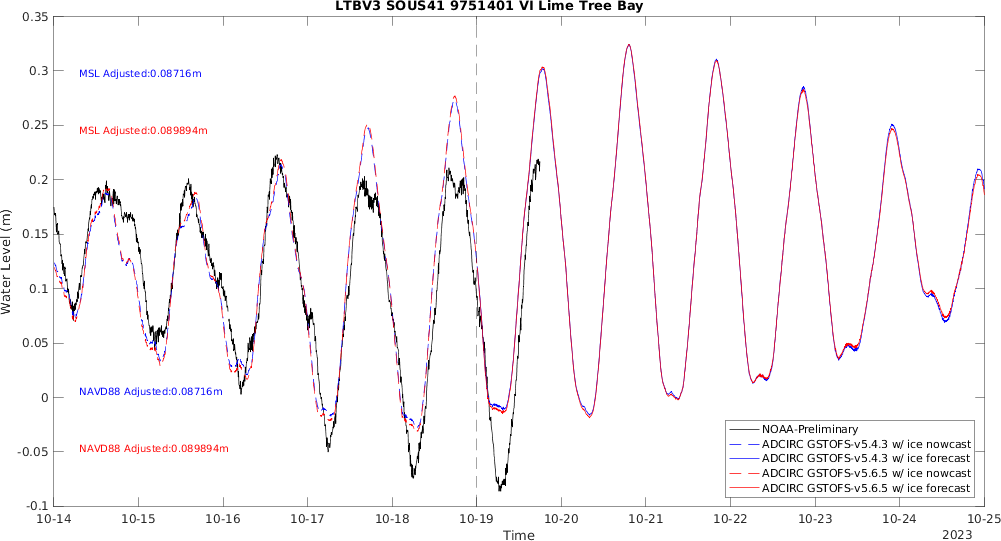 LTBV3 SOUS41 9751401 VI Lime Tree Bay
0.35
0.3
0.25
0.2
0.15
0.1
0.05
0
-0.05
-0.1
Water Level (m)
MSL Adjusted:0.08716m
MSL Adjusted:0.089894m
NAVD88 Adjusted:0.08716m
NAVD88 Adjusted:0.089894m
NOAA-Preliminary
ADCIRC GSTOFS-v5.4.3 w/ ice nowcast
ADCIRC GSTOFS-v5.4.3 w/ ice forecast
ADCIRC GSTOFS-v5.6.5 w/ ice nowcast
ADCIRC GSTOFS-v5.6.5 w/ ice forecast
10-14 10-15 10-16 10-17 10-18 10-19 10-20 10-21 10-22 10-23 10-24 10-25
Time
2023